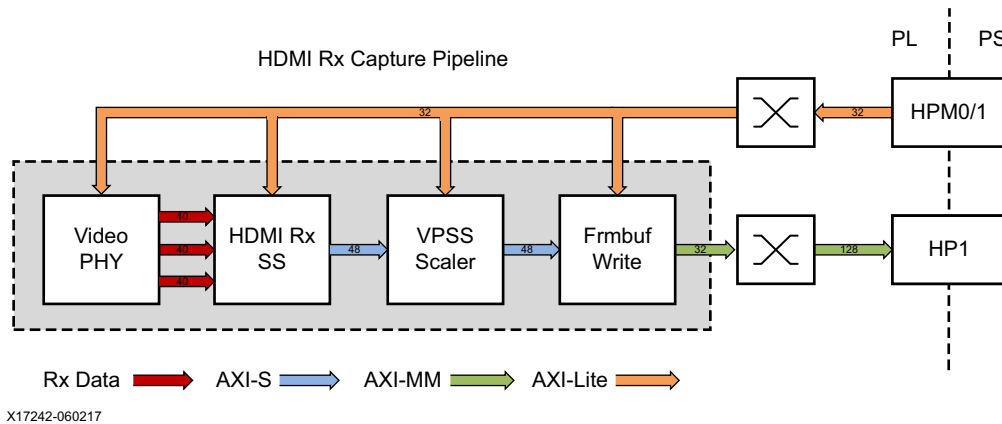 PL
PS
HDMI Rx Capture Pipeline
32
32
HPM0/1
Video
PHY
40
40
40
HDMI Rx
SS
48
VPSS
Scaler
48
Frmbuf
Write
32
128
HP1
Rx Data
AXI-S
AXI-MM
AXI-Lite
X17242-060217